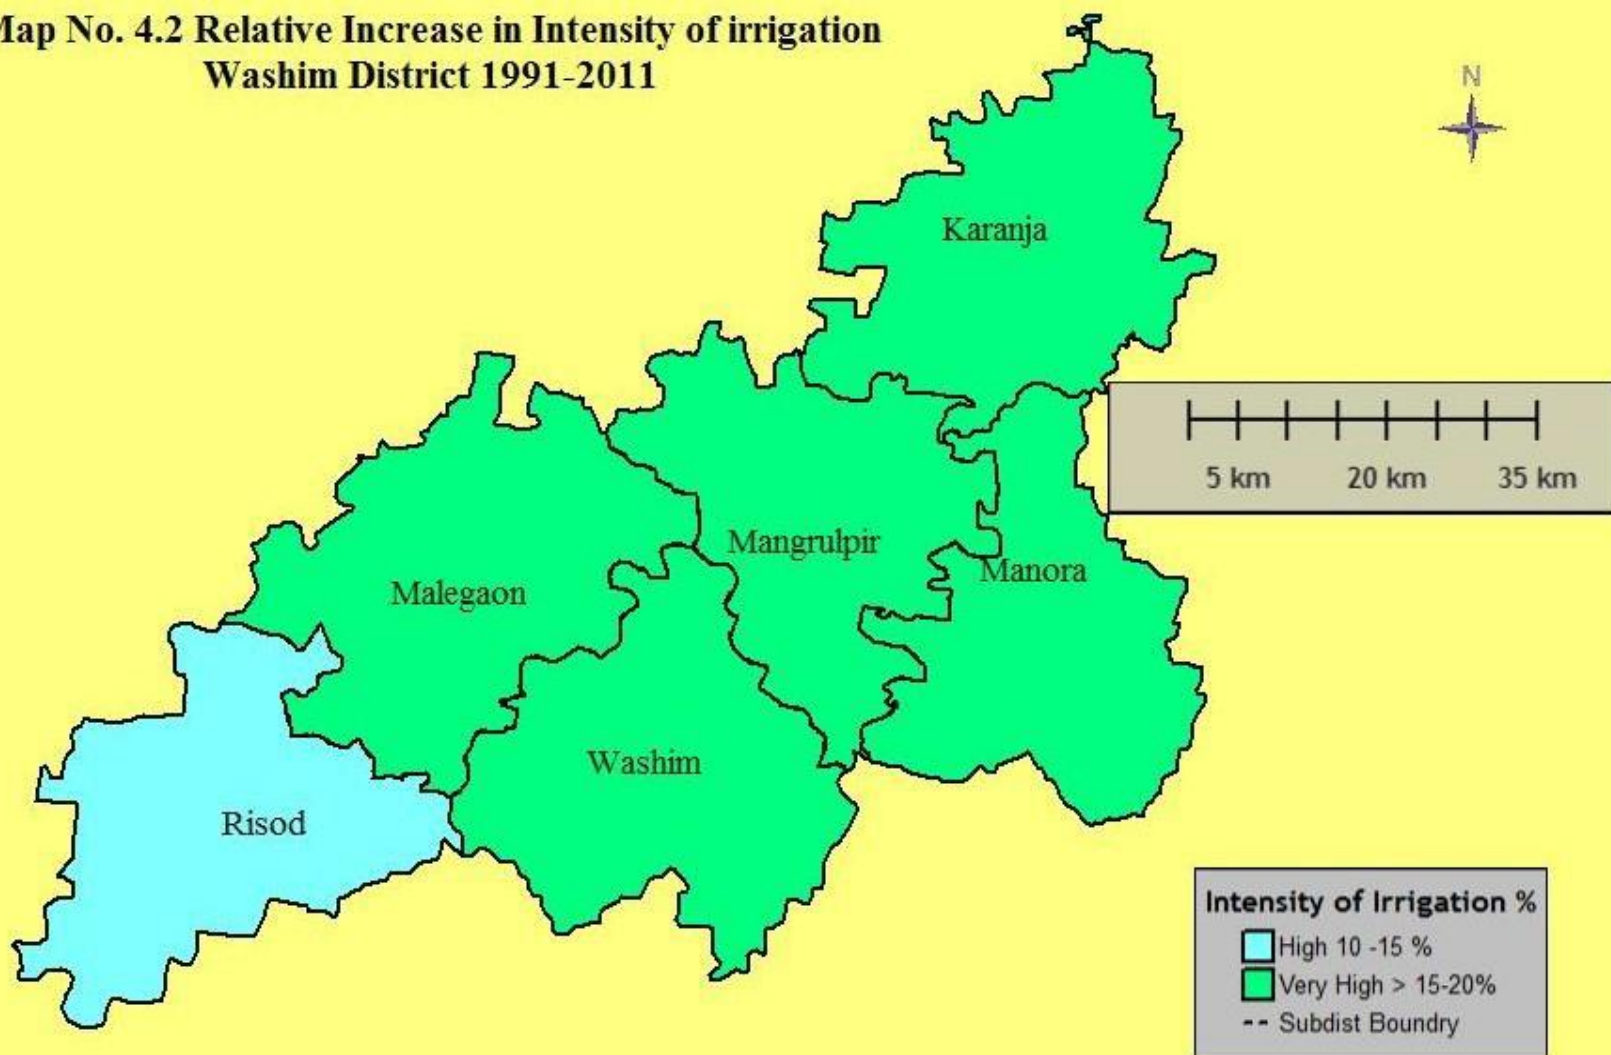 Map No. 4.2 Relative Increase in Intensity of irrigation
Washim District 1991-2011
N
Karanja
5 km 20 km 35 km
Mangrulpir
Manora
Malegaon
Washim
Risod
Intensity of Irrigation %
High 10 -15 %
Very High > 15-20%
-- Subdist Boundry